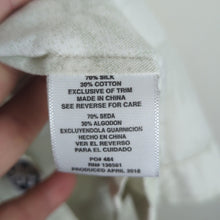 70% SILK
30% COTTON
EXCLUSIVE OF TRIM
MADE IN CHINA
SEE REVERSE FOR CARE
70% SEDA
30% ALGODON
EXCLUYENDOLA GUARNICION
HECHO EN CHINA
VER EL REVERSO
PARA EL CUIDADO
PO# 484
RN# 136561
PRODUCED APRIL 2018